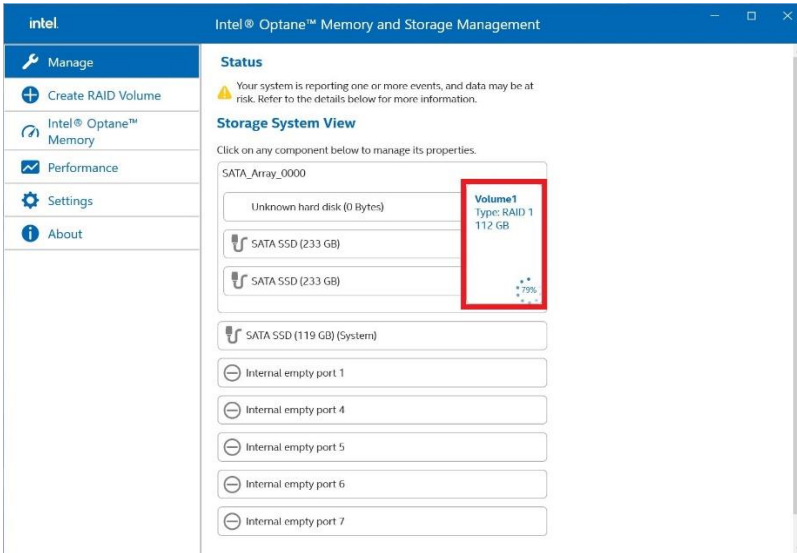 intel.
Intel® Optane™ Memory and Storage Management
Manage
Create RAID Volume
Intel® Optane™
Memory
Performance
Settings
About
Status
Your system is reporting one or more events, and data may be at
risk. Refer to the details below for more information.
Storage System View
Click on any component below to manage its properties.
SATA_Array_0000
Unknown hard disk (0 Bytes)
SATA SSD (233 GB)
SATA SSD (233 GB)
Volume1
Type: RAID 1
112 GB
79%
SATA SSD (119 GB) (System)
Internal empty port 1
Internal empty port 4
Internal empty port 5
Internal empty port 6
Internal empty port 7